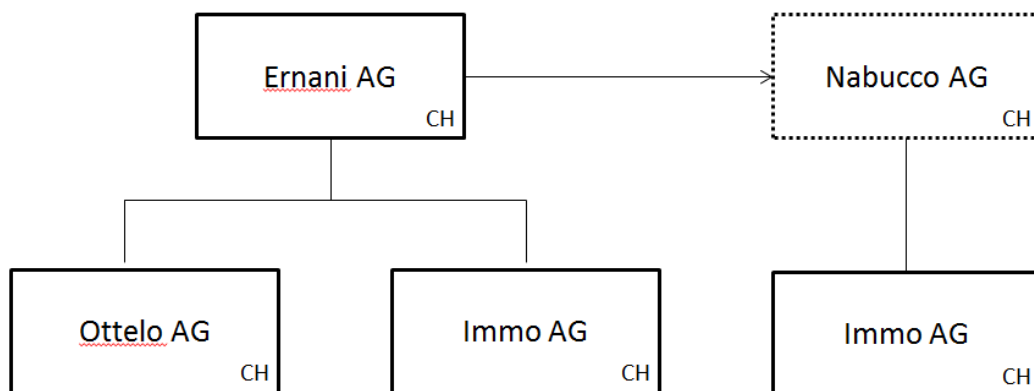 Ernani AG
CH
Nabucco AG
CH
Ottelo AG
CH
Immo AG
CH
Immo AG
CH